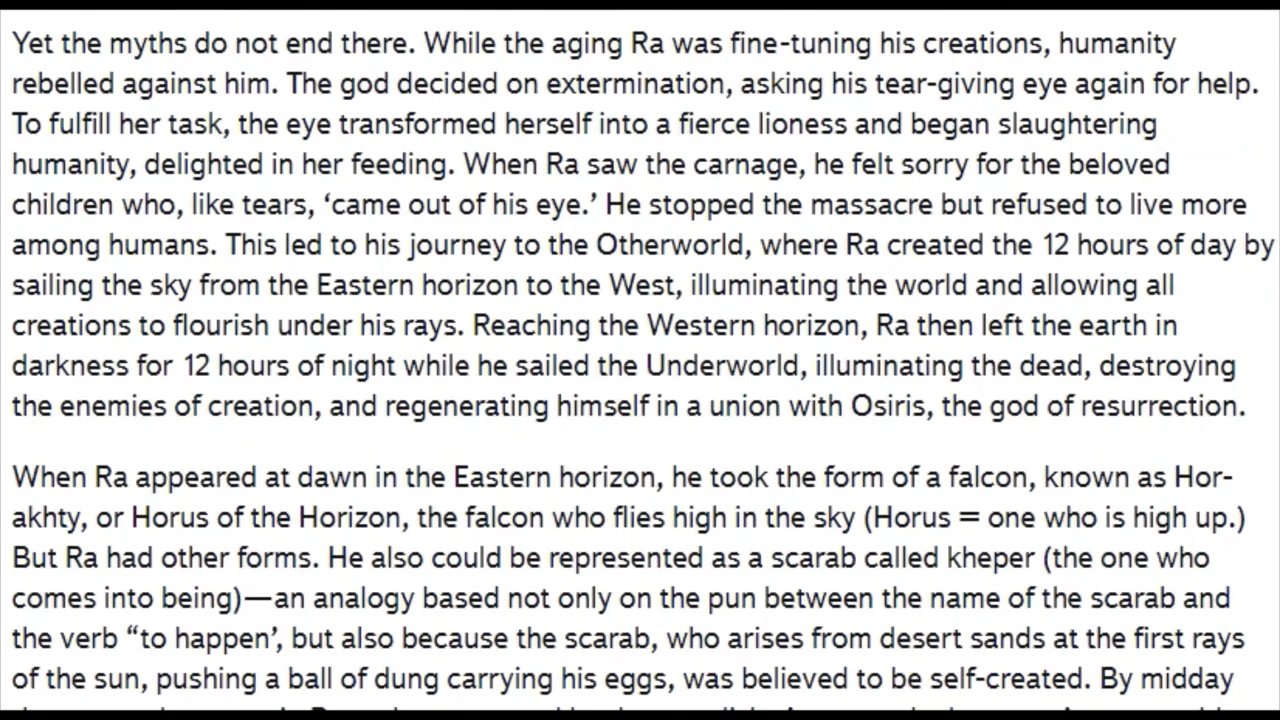 Yet the myths do not end there. While the aging Ra was fine-tuning his creations, humanity
rebelled against him. The god decided on extermination, asking his tear-giving eye again for help.
To fulfill her task, the eye transformed herself into a fierce lioness and began slaughtering
humanity, delighted in her feeding. When Ra saw the carnage, he felt sorry for the beloved
children who, like tears, ‘came out of his eye.’ He stopped the massacre but refused to live more
among humans. This led to his journey to the Otherworld, where Ra created the 12 hours of day by
sailing the sky from the Eastern horizon to the West, illuminating the world and allowing all
creations to flourish under his rays. Reaching the Western horizon, Ra then left the earth in
darkness for 12 hours of night while he sailed the Underworld, illuminating the dead, destroying
the enemies of creation, and regenerating himself in a union with Osiris, the god of resurrection.
When Ra appeared at dawn in the Eastern horizon, he took the form of a falcon, known as Hor-
akhty, or Horus of the Horizon, the falcon who flies high in the sky (Horus = one who is high up.)
But Ra had other forms. He also could be represented as a scarab called kheper (the one who
comes into being)—an analogy based not only on the pun between the name of the scarab and
the verb “to happen’, but also because the scarab, who arises from desert sands at the first rays
of the sun, pushing a ball of dung carrying his eggs, was believed to be self-created. By midday